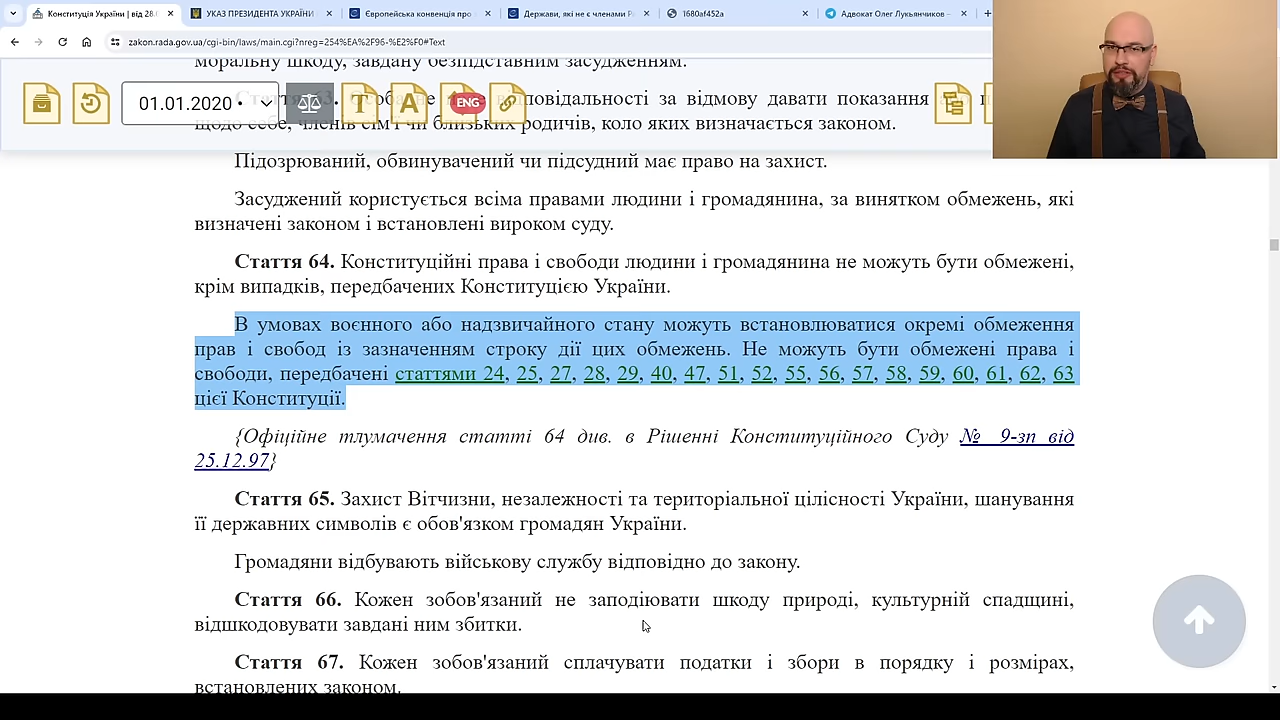 Конституція України | від 28.0
УКАЗ ПРЕЗИДЕНТА УКРАЇНИ
Європейська конвенція про
Держави, які не є членами Ра
1680a1452a
Адвокат Олег Лукьянчиков –
zakon.rada.gov.ua/cgi-bin/laws/main.cgi?nreg=254%EA%2F96-%E2%F0#Text
моральну шкоду, завдану безпідставним засудженням.
01.01.2020 •
ENG
відповідальності за відмову давати показання
щодо себе, членів сім'ї чи близьких родичів, коло яких визначається законом.
Підозрюваний, обвинувачений чи підсудний має право на захист.
Засуджений користується всіма правами людини і громадянина, за винятком обмежень, які
визначені законом і встановлені вироком суду.
Стаття 64. Конституційні права і свободи людини і громадянина не можуть бути обмежені,
крім випадків, передбачених Конституцією України.
В умовах воєнного або надзвичайного стану можуть встановлюватися окремі обмеження
прав і свобод із зазначенням строку дії цих обмежень. Не можуть бути обмежені права і
свободи, передбачені статтями 24, 25, 27, 28, 29, 40, 47, 51, 52, 55, 56, 57, 58, 59, 60, 61, 62, 63
цієї Конституції.
{Офіційне тлумачення статті 64 див. в Рішенні Конституційного Суду № 9-зп від
25.12.97}
Стаття 65. Захист Вітчизни, незалежності та територіальної цілісності України, шанування
її державних символів є обов'язком громадян України.
Громадяни відбувають військову службу відповідно до закону.
Стаття 66. Кожен зобов'язаний не заподіювати шкоду природі, культурній спадщині,
відшкодовувати завдані ним збитки.
Стаття 67. Кожен зобов'язаний сплачувати податки і збори в порядку і розмірах,
встановлених законом.